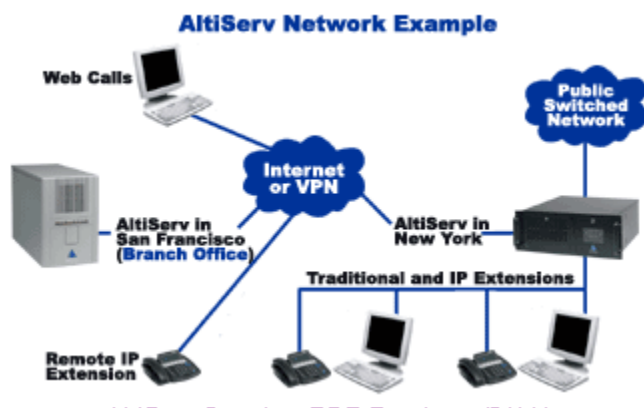 AltiServ Network Example
Web Calls
Public
Switched
Network
Internet
or VPN
AltiServ in
San Francisco
(Branch Office)
AltiServ in
New York
Traditional and IP Extensions
Remote IP
Extension